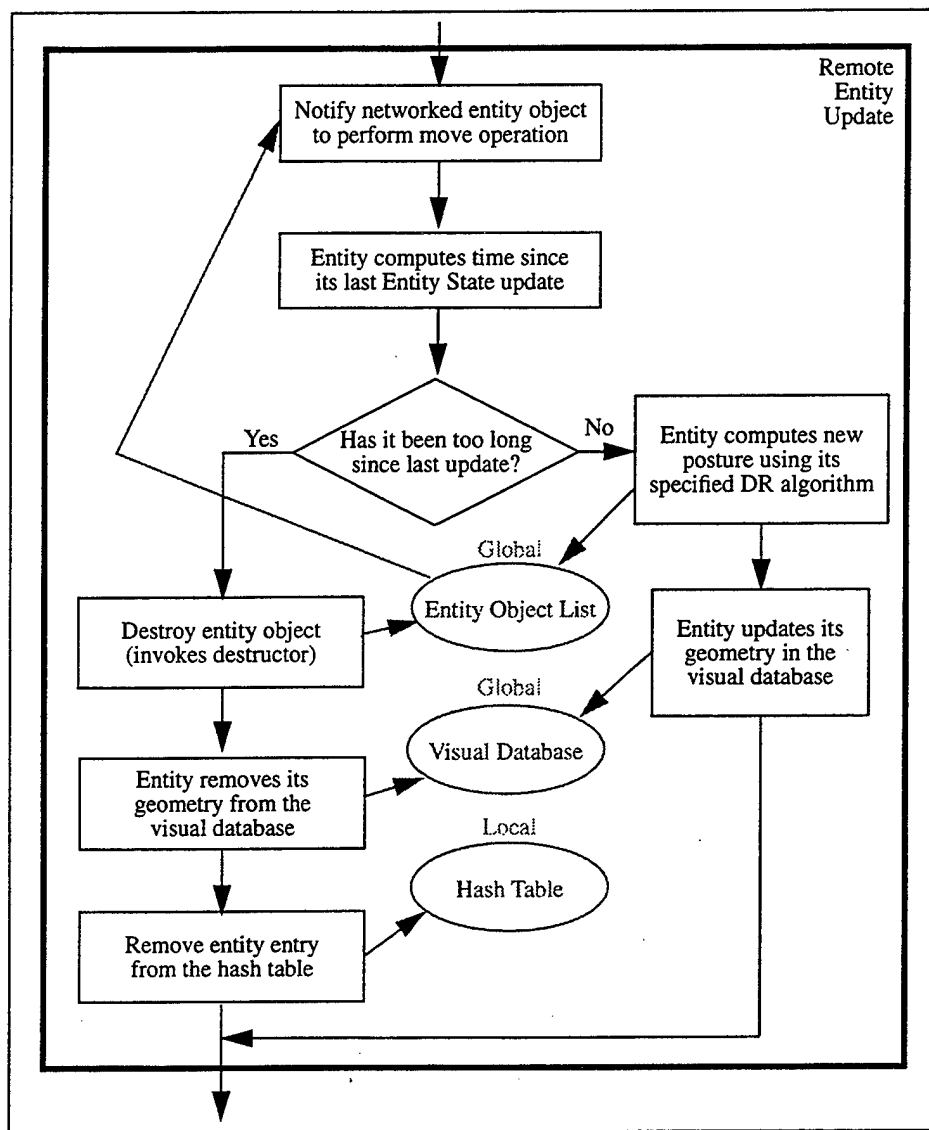 Remote
Entity
Update
Notify networked entity object
to perform move operation
Entity computes time since
its last Entity State update
Has it been too long
since last update?
Yes
No
Entity computes new
posture using its
specified DR algorithm
Global
Entity Object List
Destroy entity object
(invokes destructor)
Entity updates its
geometry in the
visual database
Global
Visual Database
Entity removes its
geometry from the
visual database
Local
Hash Table
Remove entity entry
from the hash table